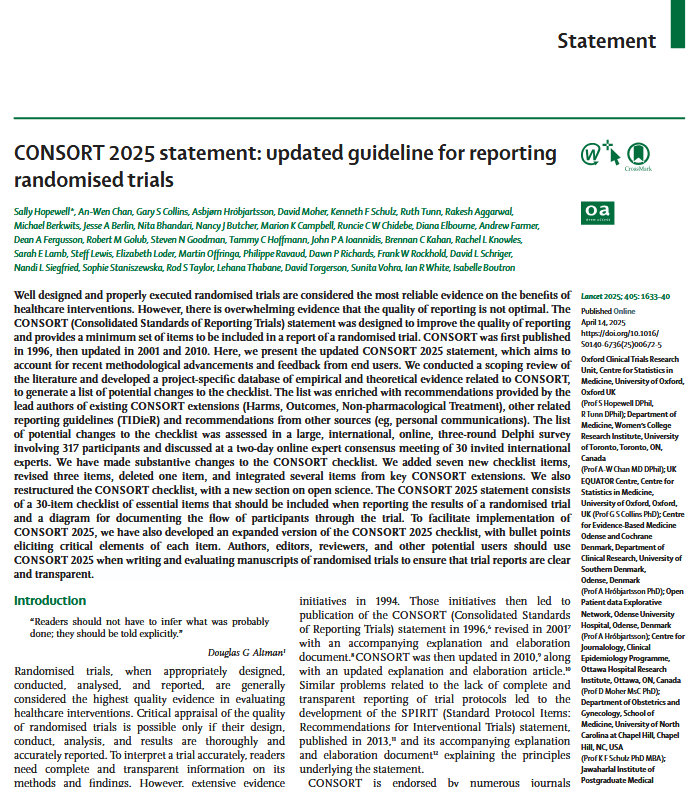 Statement
CONSORT 2025 statement: updated guideline for reporting
randomised trials
Sally Hopewell*, An-Wen Chan, Gary S Collins, Asbjørn Hróbjartsson, David Moher, Kenneth F Schulz, Ruth Tunn, Rakesh Aggarwal,
Michael Berkwits, Jesse A Berlin, Nita Bhandari, Nancy J Butcher, Marion K Campbell, Runcie C W Chidebe, Diana Elbourne, Andrew Farmer,
Dean A Fergusson, Robert M Golub, Steven N Goodman, Tammy C Hoffmann, John P A Ioannidis, Brennan C Kahan, Rachel L Knowles,
Sarah E Lamb, Steff Lewis, Elizabeth Loder, Martin Offringa, Philippe Ravaud, Dawn P Richards, Frank W Rockhold, David L Schriger,
Nandi L Siegfried, Sophie Staniszewska, Rod S Taylor, Lehana Thabane, David Torgerson, Sunita Vohra, Ian R White, Isabelle Boutron
Well designed and properly executed randomised trials are considered the most reliable evidence on the benefits of
healthcare interventions. However, there is overwhelming evidence that the quality of reporting is not optimal. The
CONSORT (Consolidated Standards of Reporting Trials) statement was designed to improve the quality of reporting
and provides a minimum set of items to be included in a report of a randomised trial. CONSORT was first published
in 1996, then updated in 2001 and 2010. Here, we present the updated CONSORT 2025 statement, which aims to
account for recent methodological advancements and feedback from end users. We conducted a scoping review of
the literature and developed a project-specific database of empirical and theoretical evidence related to CONSORT,
to generate a list of potential changes to the checklist. The list was enriched with recommendations provided by the
lead authors of existing CONSORT extensions (Harms, Outcomes, Non-pharmacological Treatment), other related
reporting guidelines (TIDieR) and recommendations from other sources (eg, personal communications). The list
of potential changes to the checklist was assessed in a large, international, online, three-round Delphi survey
involving 317 participants and discussed at a two-day online expert consensus meeting of 30 invited international
experts. We have made substantive changes to the CONSORT checklist. We added seven new checklist items,
revised three items, deleted one item, and integrated several items from key CONSORT extensions. We also
restructured the CONSORT checklist, with a new section on open science. The CONSORT 2025 statement consists
of a 30-item checklist of essential items that should be included when reporting the results of a randomised trial
and a diagram for documenting the flow of participants through the trial. To facilitate implementation of
CONSORT 2025, we have also developed an expanded version of the CONSORT 2025 checklist, with bullet points
eliciting critical elements of each item. Authors, editors, reviewers, and other potential users should use
CONSORT 2025 when writing and evaluating manuscripts of randomised trials to ensure that trial reports are clear
and transparent.
Introduction
"Readers should not have to infer what was probably
done; they should be told explicitly."
Douglas G Altman¹
Randomised trials, when appropriately designed,
conducted, analysed, and reported, are generally
considered the highest quality evidence in evaluating
healthcare interventions. Critical appraisal of the quality
of randomised trials is possible only if their design,
conduct, analysis, and results are thoroughly and
accurately reported. To interpret a trial accurately, readers
need complete and transparent information on its
methods and findings. However, extensive evidence
initiatives in 1994. Those initiatives then led to
publication of the CONSORT (Consolidated Standards
of Reporting Trials) statement in 1996,⁶ revised in 2001⁷
with an accompanying explanation and elaboration
document.⁸ CONSORT was then updated in 2010,⁹ along
with an updated explanation and elaboration article.¹⁰
Similar problems related to the lack of complete and
transparent reporting of trial protocols led to the
development of the SPIRIT (Standard Protocol Items:
Recommendations for Interventional Trials) statement,
published in 2013,¹¹ and its accompanying explanation
and elaboration document¹² explaining the principles
underlying the statement.
CONSORT is endorsed by numerous journals
W
CrossMark
oa
Lancet 2025; 405: 1633–40
Published Online
April 14, 2025
https://doi.org/10.1016/
S0140-6736(25)00672-5
Oxford Clinical Trials Research
Unit, Centre for Statistics in
Medicine, University of Oxford,
Oxford UK
(Prof S Hopewell DPhil,
R Tunn DPhil); Department of
Medicine, Women's College
Research Institute, University
of Toronto, Toronto, ON,
Canada
(Prof A-W Chan MD DPhil); UK
EQUATOR Centre, Centre for
Statistics in Medicine,
University of Oxford, Oxford,
UK (Prof G S Collins PhD); Centre
for Evidence-Based Medicine
Odense and Cochrane
Denmark, Department of
Clinical Research, University of
Southern Denmark,
Odense, Denmark
(Prof A Hróbjartsson PhD); Open
Patient data Explorative
Network, Odense University
Hospital, Odense, Denmark
(Prof A Hróbjartsson); Centre for
Journalology, Clinical
Epidemiology Programme,
Ottawa Hospital Research
Institute, Ottawa, ON, Canada
(Prof D Moher MsC PhD);
Department of Obstetrics and
Gynecology, School of
Medicine, University of North
Carolina at Chapel Hill, Chapel
Hill, NC, USA
(Prof K F Schulz PhD MBA);
Jawaharlal Institute of
Postgraduate Medical